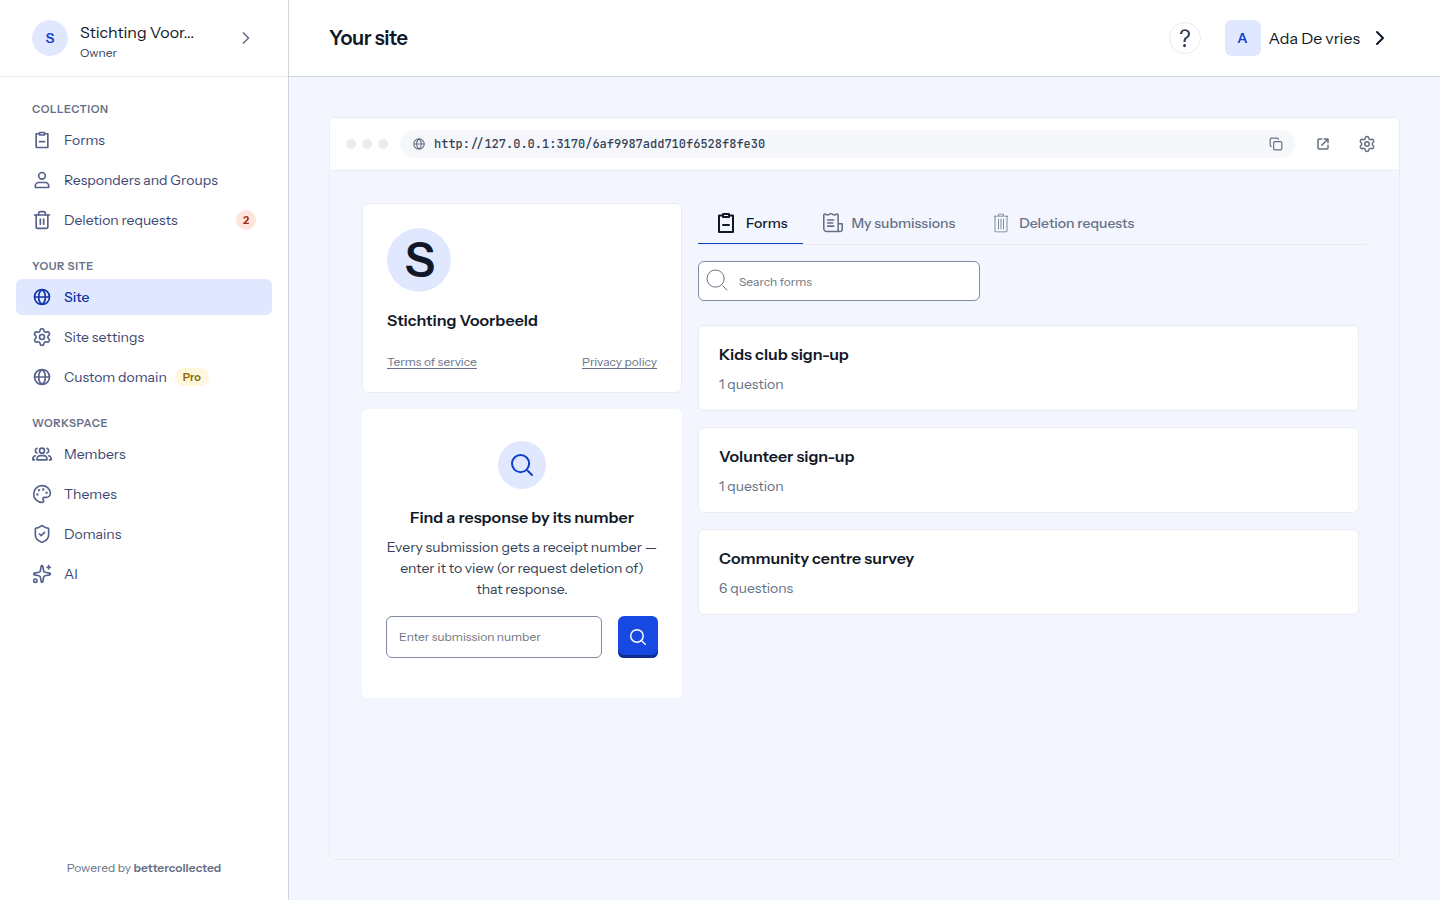 S
Stichting Voor...
Owner
COLLECTION
Forms
Responders and Groups
Deletion requests
2
YOUR SITE
Site
Site settings
Custom domain
Pro
WORKSPACE
Members
Themes
Domains
AI
Powered by bettercollected
Your site
?
A
Ada De vries
http://127.0.0.1:3170/6af9987add710f6528f8fe30
S
Stichting Voorbeeld
Terms of service
Privacy policy
Find a response by its number
Every submission gets a receipt number —
enter it to view (or request deletion of)
that response.
Enter submission number
Forms
My submissions
Deletion requests
Search forms
Kids club sign-up
1 question
Volunteer sign-up
1 question
Community centre survey
6 questions